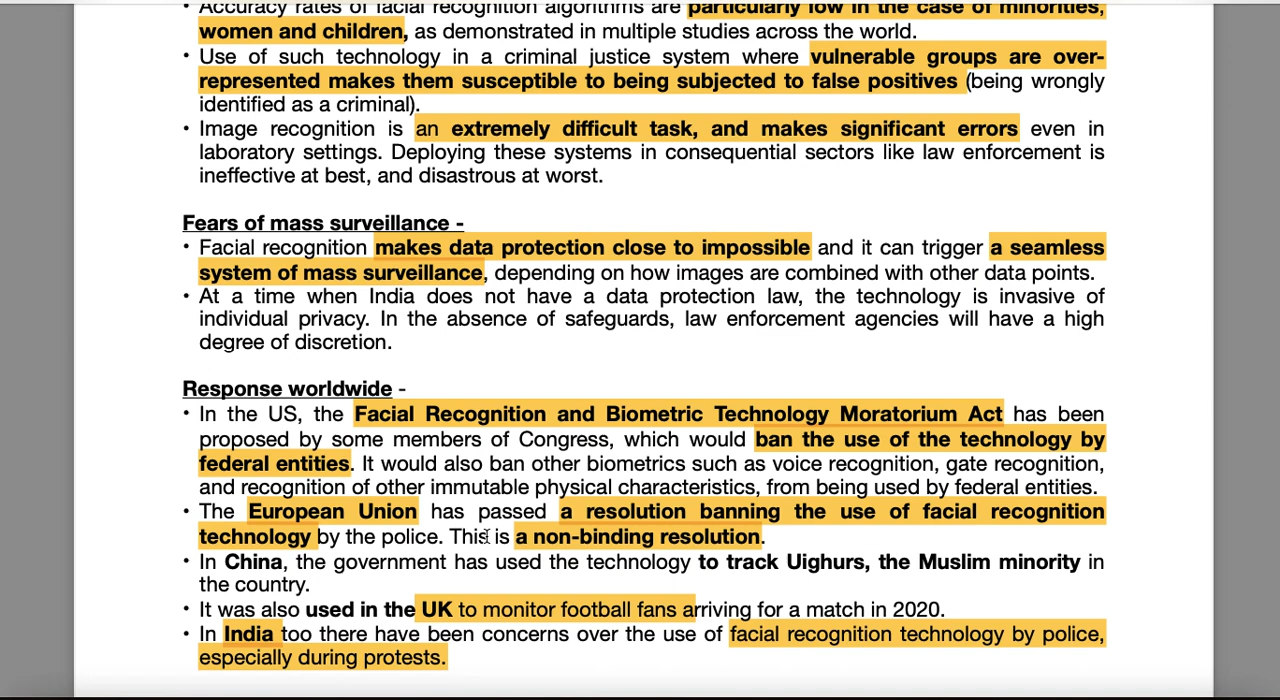 • Accuracy rates of facial recognition algorithms are particularly low in the case of minorities,
women and children, as demonstrated in multiple studies across the world.
• Use of such technology in a criminal justice system where vulnerable groups are over-
represented makes them susceptible to being subjected to false positives (being wrongly
identified as a criminal).
• Image recognition is an extremely difficult task, and makes significant errors even in
laboratory settings. Deploying these systems in consequential sectors like law enforcement is
ineffective at best, and disastrous at worst.
Fears of mass surveillance -
• Facial recognition makes data protection close to impossible and it can trigger a seamless
system of mass surveillance, depending on how images are combined with other data points.
• At a time when India does not have a data protection law, the technology is invasive of
individual privacy. In the absence of safeguards, law enforcement agencies will have a high
degree of discretion.
Response worldwide -
• In the US, the Facial Recognition and Biometric Technology Moratorium Act has been
proposed by some members of Congress, which would ban the use of the technology by
federal entities. It would also ban other biometrics such as voice recognition, gate recognition,
and recognition of other immutable physical characteristics, from being used by federal entities.
• The European Union has passed a resolution banning the use of facial recognition
technology by the police. This is a non-binding resolution.
• In China, the government has used the technology to track Uighurs, the Muslim minority in
the country.
• It was also used in the UK to monitor football fans arriving for a match in 2020.
• In India too there have been concerns over the use of facial recognition technology by police,
especially during protests.